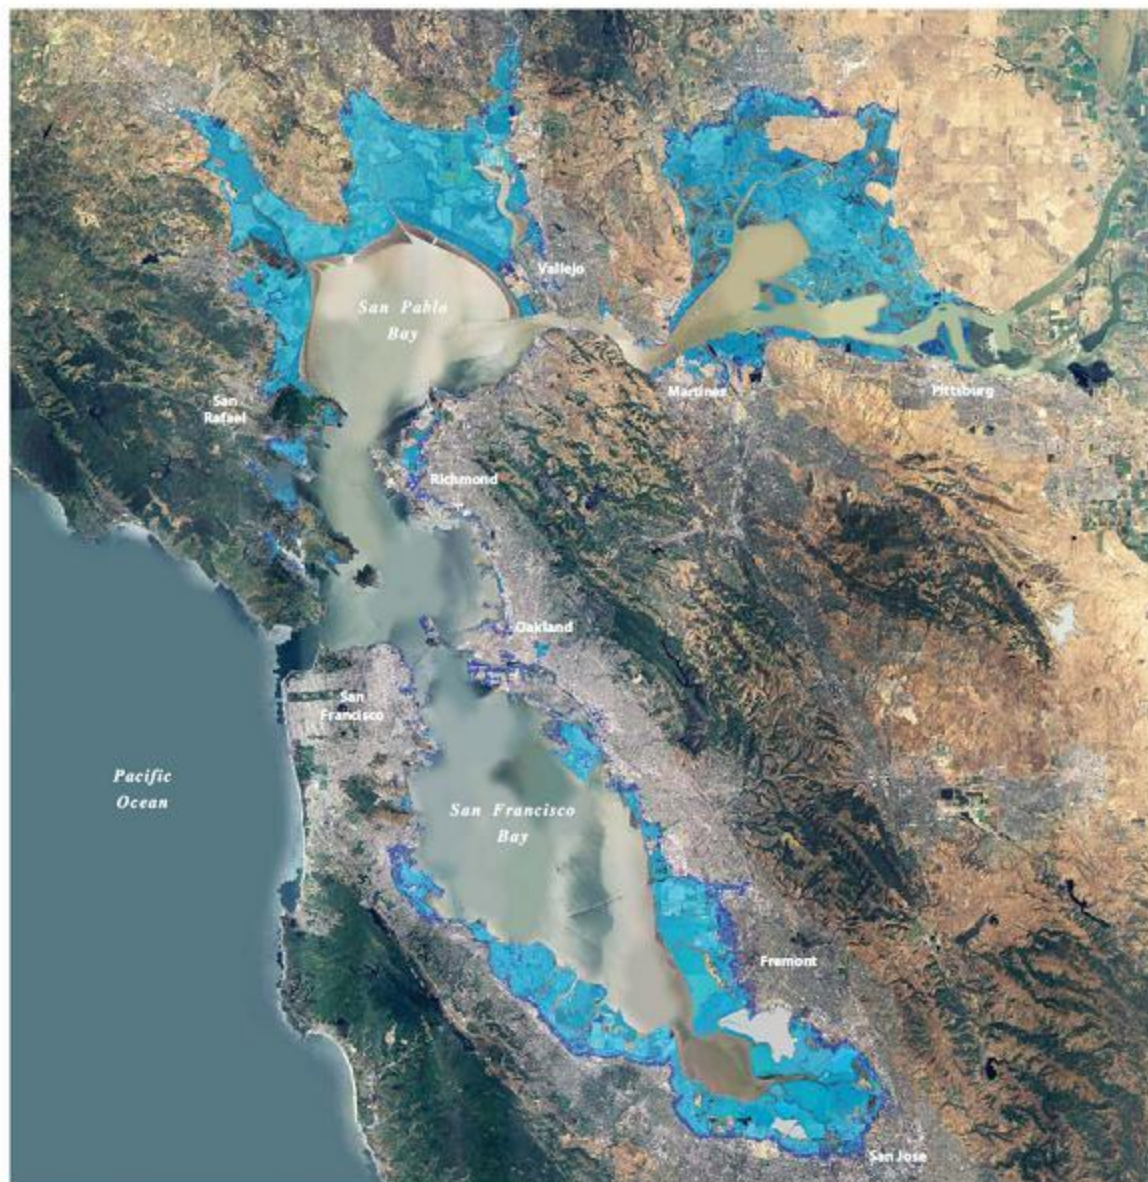 Vallejo
San Pablo
Bay
Martinez
Pittsburg
San
Rafael
Richmond
Oakland
San
Francisco
Pacific
Ocean
San Francisco
Bay
Fremont
San Jose